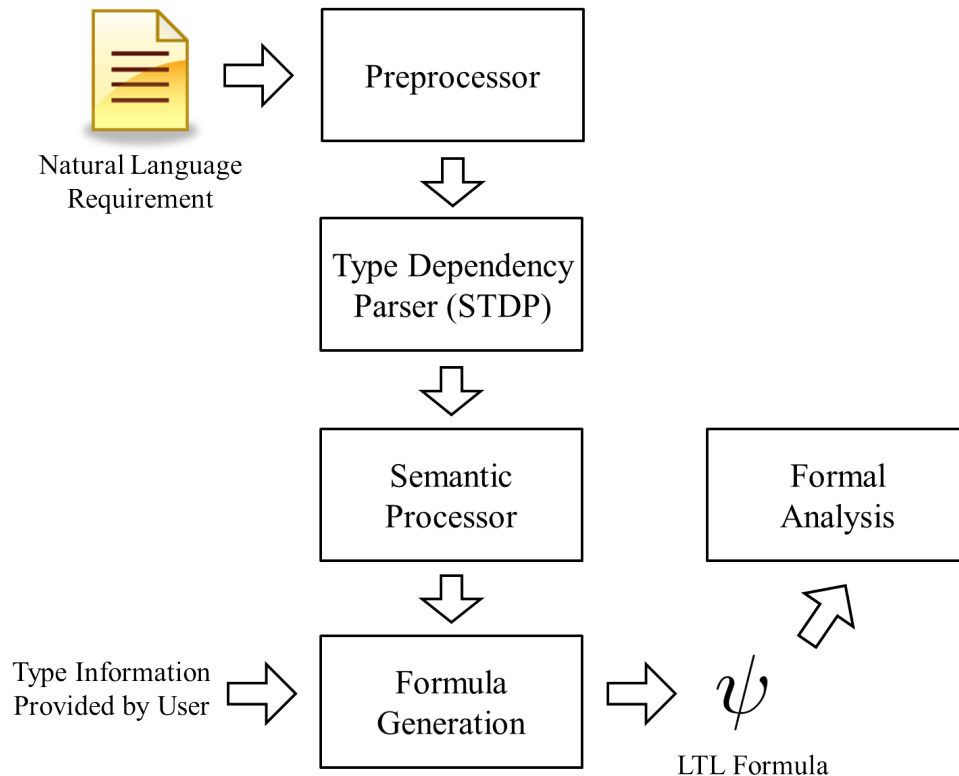 Natural Language
Requirement
Preprocessor
Type Dependency
Parser (STDP)
Semantic
Processor
Formal
Analysis
Type Information
Provided by User
Formula
Generation
ψ
LTL Formula